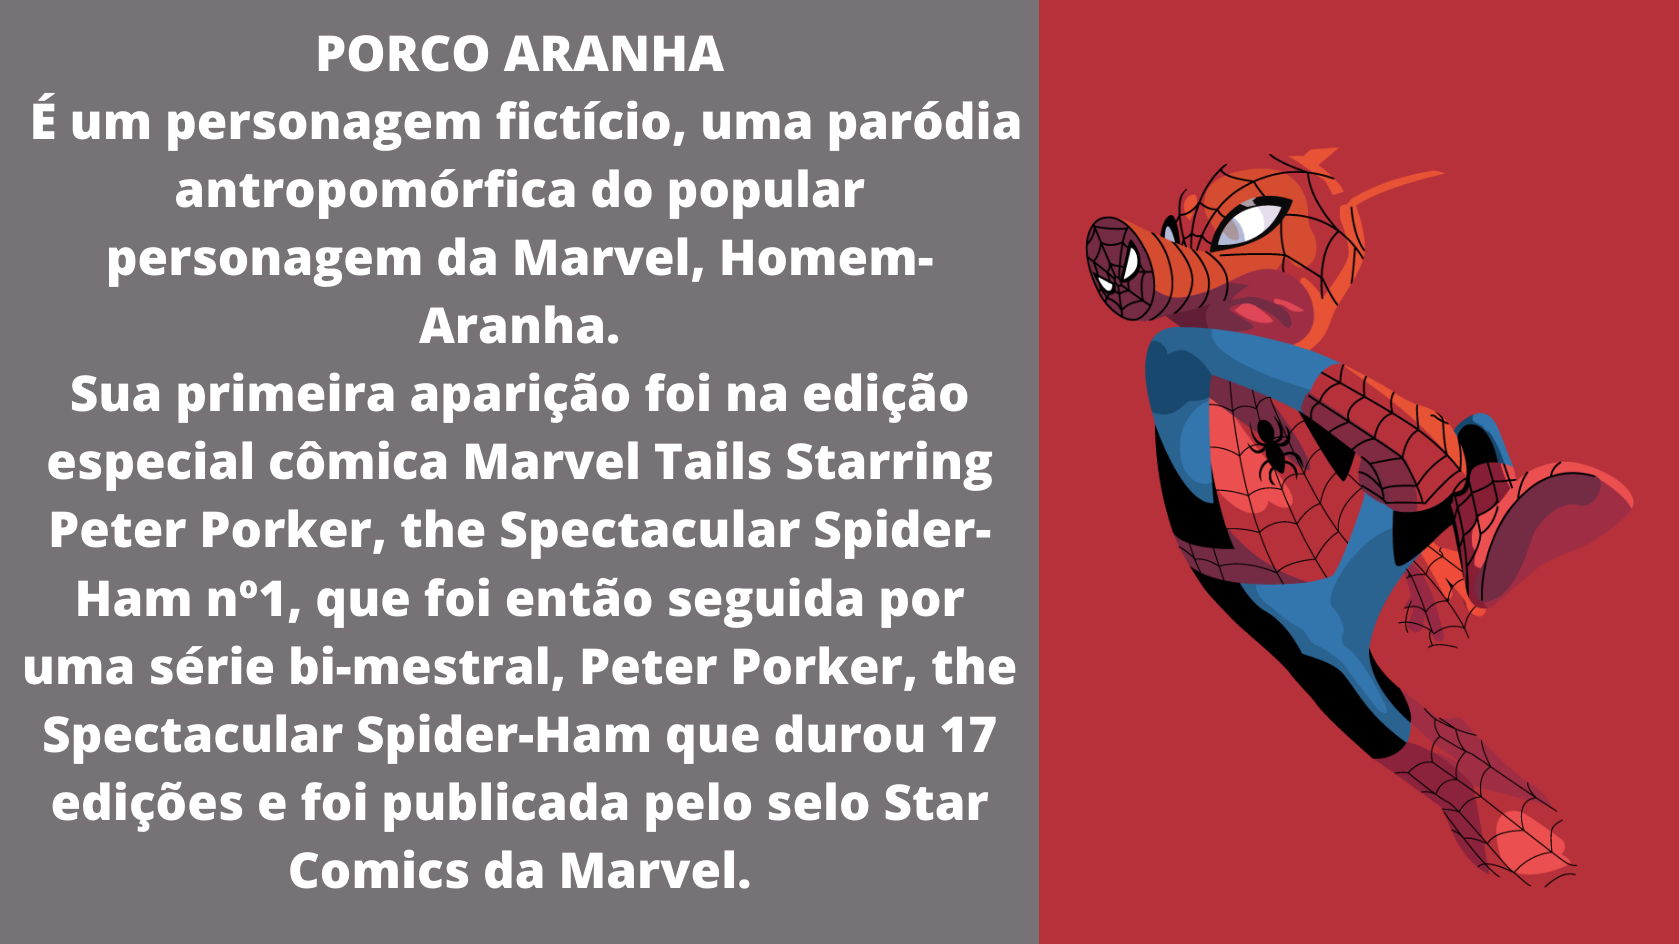 PORCO ARANHA
É um personagem fictício, uma paródia
antropomórfica do popular
personagem da Marvel, Homem-
Aranha.
Sua primeira aparição foi na edição
especial cômica Marvel Tails Starring
Peter Porker, the Spectacular Spider-
Ham nº1, que foi então seguida por
uma série bi-mestral, Peter Porker, the
Spectacular Spider-Ham que durou 17
edições e foi publicada pelo selo Star
Comics da Marvel.